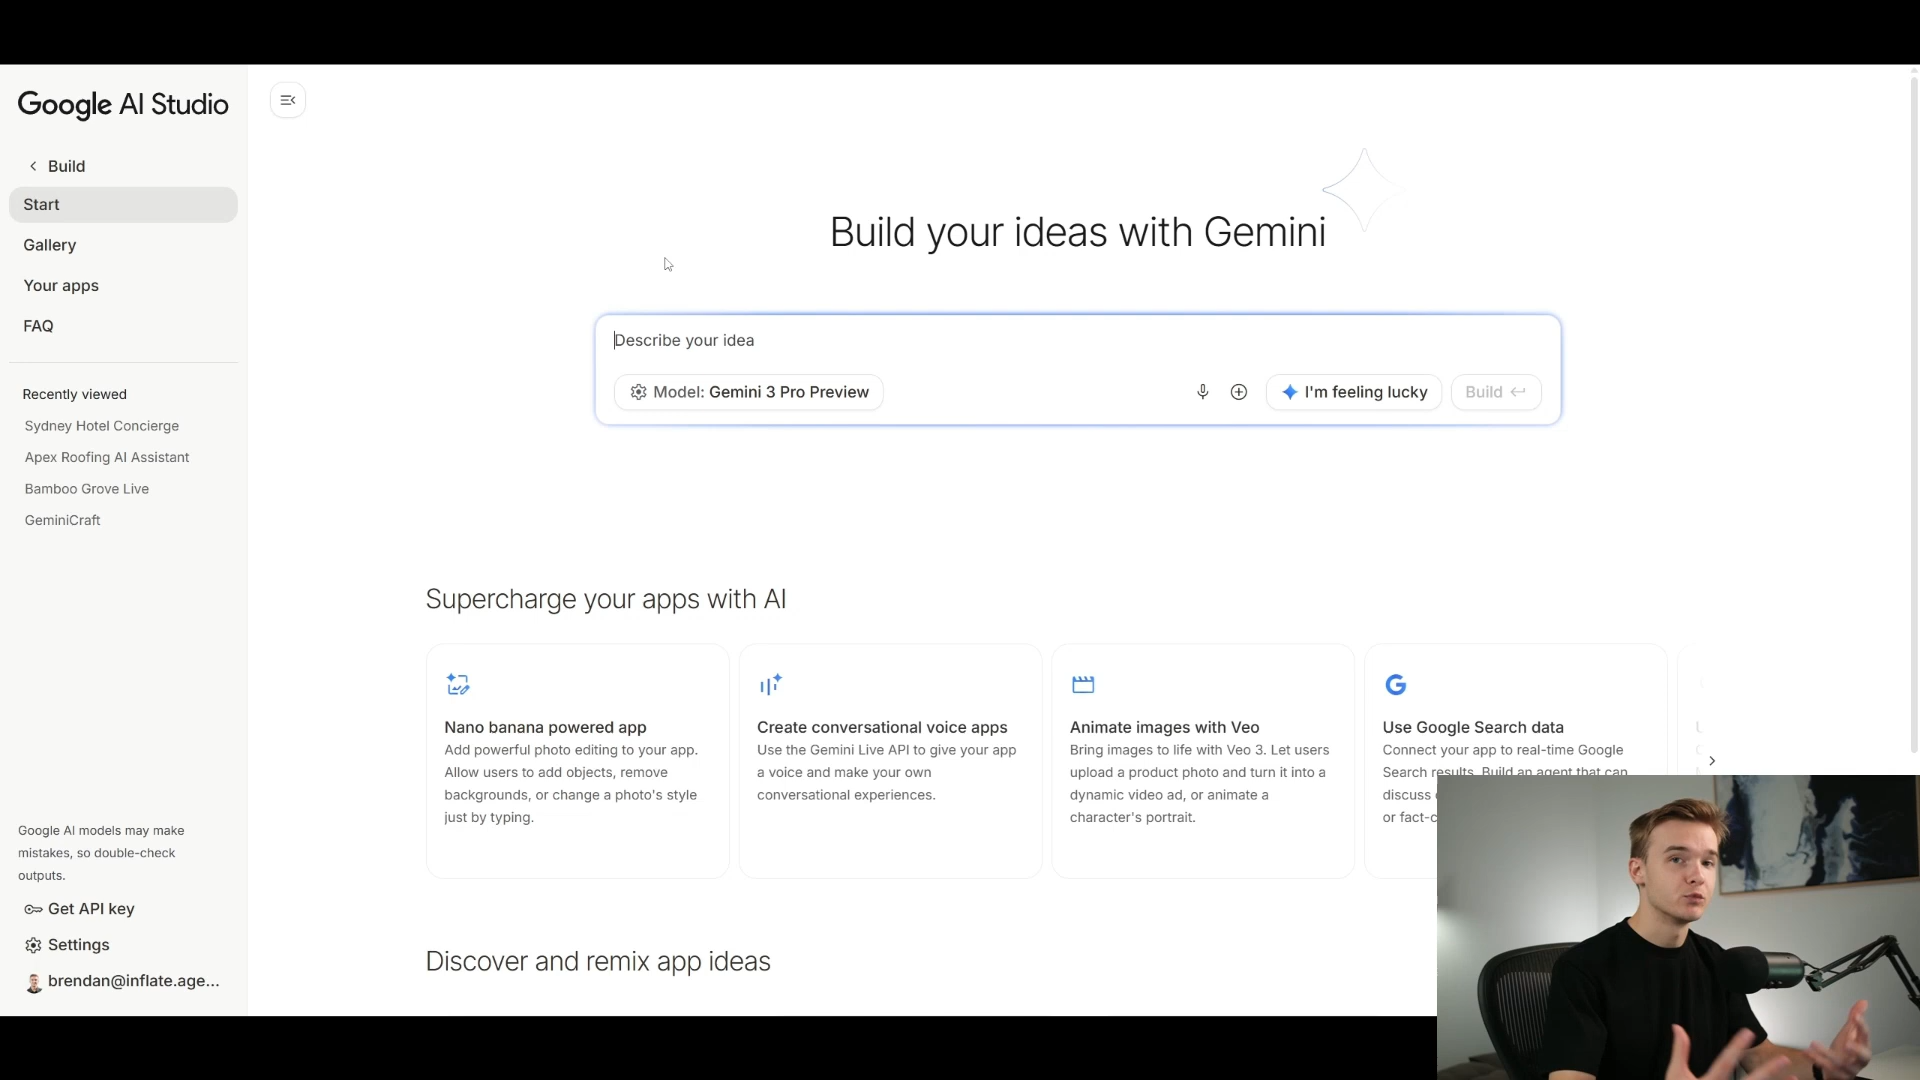 Google AI Studio
Build
Start
Gallery
Your apps
FAQ
Recently viewed
Sydney Hotel Concierge
Apex Roofing AI Assistant
Bamboo Grove Live
GeminiCraft
Google AI models may make
mistakes, so double-check
outputs.
Get API key
Settings
brendan@inflate.age...
Build your ideas with Gemini
Describe your idea
Model: Gemini 3 Pro Preview
I'm feeling lucky
Build
Supercharge your apps with AI
Nano banana powered app
Add powerful photo editing to your app.
Allow users to add objects, remove
backgrounds, or change a photo's style
just by typing.
Create conversational voice apps
Use the Gemini Live API to give your app
a voice and make your own
conversational experiences.
Animate images with Veo
Bring images to life with Veo 3. Let users
upload a product photo and turn it into a
dynamic video ad, or animate a
character's portrait.
Use Google Search data
Connect your app to real-time Google
Search results. Build an agent that can
discuss
or
Discover and remix app ideas